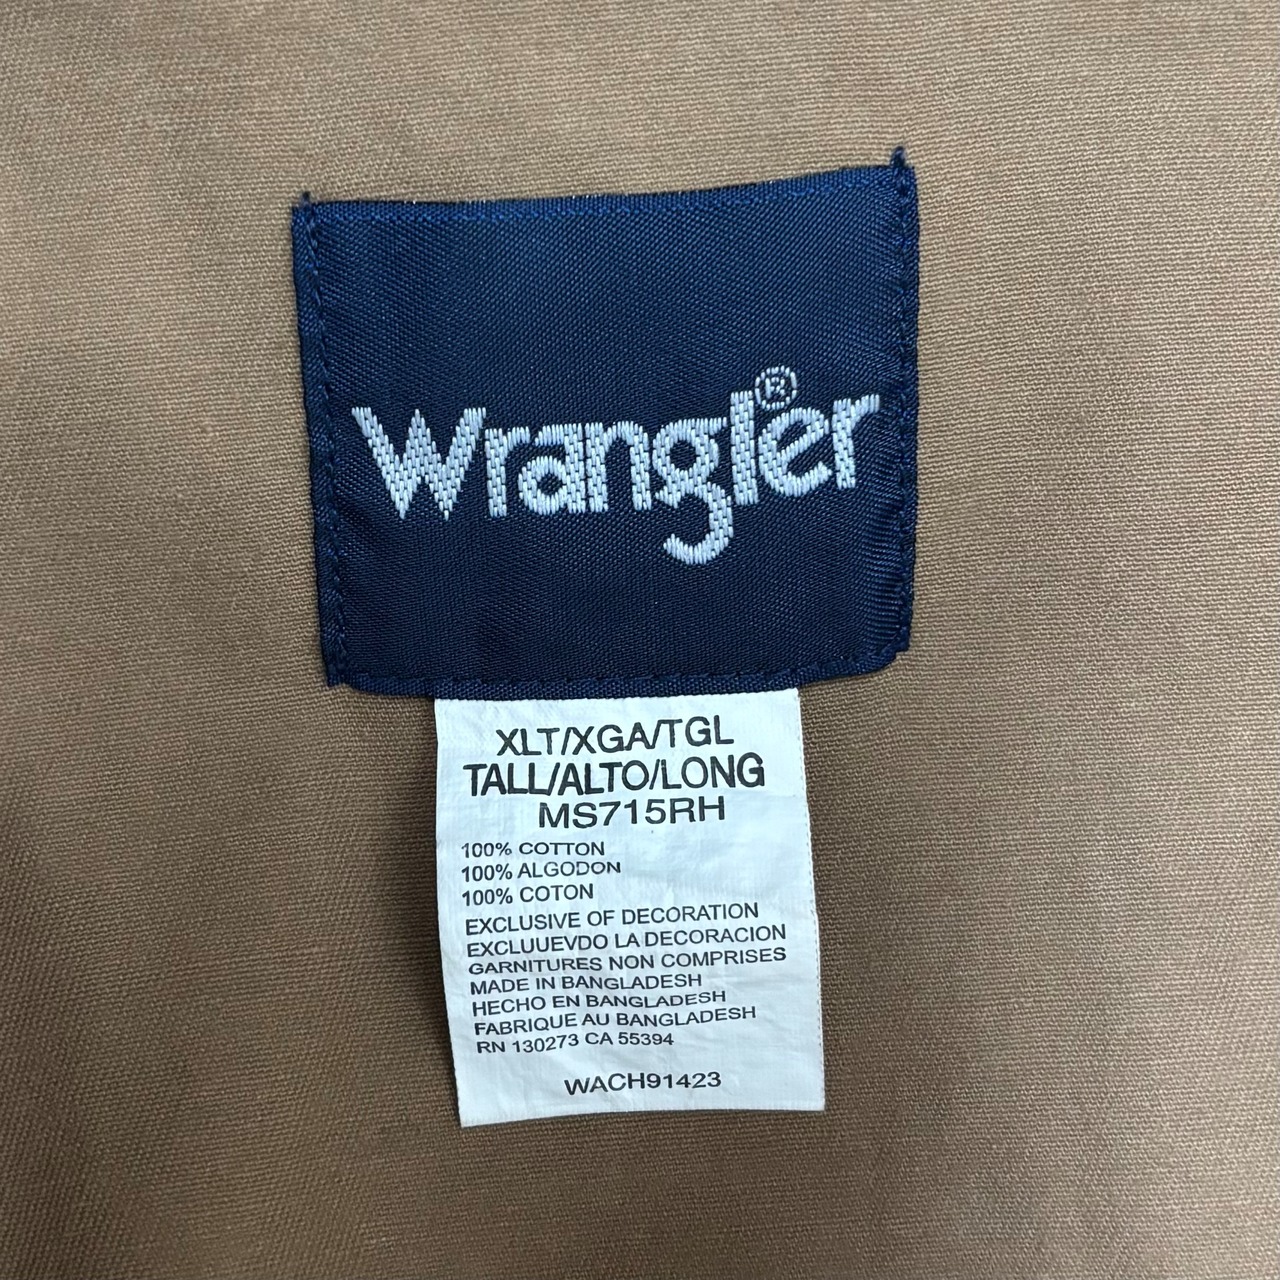 Wrangler®
XLT/XGA/TGL
TALL/ALTO/LONG
MS715RH
100% COTTON
100% ALGODON
100% COTON
EXCLUSIVE OF DECORATION
EXCLUUEVDO LA DECORACION
GARNITURES NON COMPRISES
MADE IN BANGLADESH
HECHO EN BANGLADESH
FABRIQUE AU BANGLADESH
RN 130273 CA 55394
WACH91423